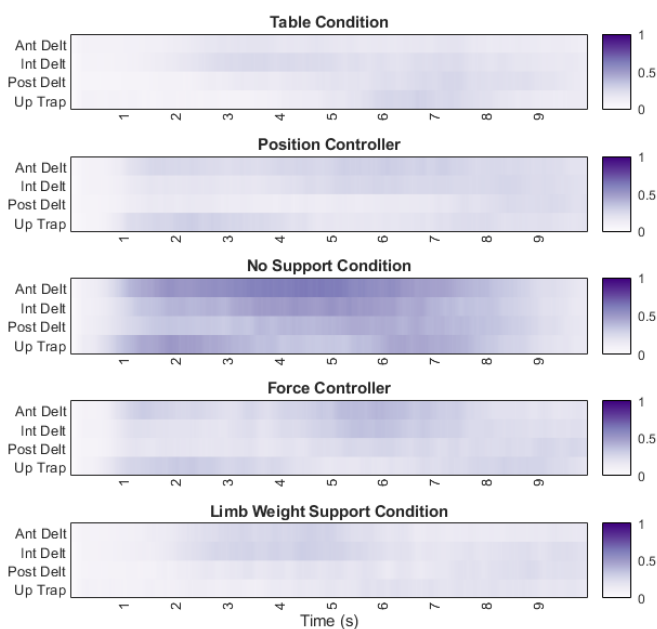 Table Condition
Ant Delt
Int Delt
Post Delt
Up Trap
1 2 3 4 5 6 7 8 9
1
0.5
0
Position Controller
Ant Delt
Int Delt
Post Delt
Up Trap
1 2 3 4 5 6 7 8 9
1
0.5
0
No Support Condition
Ant Delt
Int Delt
Post Delt
Up Trap
1 2 3 4 5 6 7 8 9
1
0.5
0
Force Controller
Ant Delt
Int Delt
Post Delt
Up Trap
1 2 3 4 5 6 7 8 9
1
0.5
0
Limb Weight Support Condition
Ant Delt
Int Delt
Post Delt
Up Trap
1 2 3 4 5 6 7 8 9
1
0.5
0
Time (s)